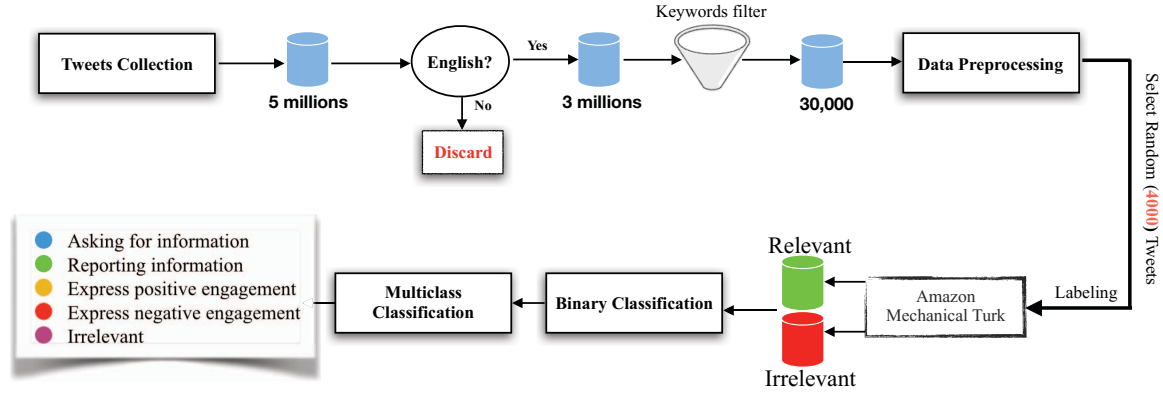 Keywords filter
Tweets Collection
English?
Yes
No
Discard
5 millions
3 millions
30,000
Data Preprocessing
Select Random (4000) Tweets
Labeling
Amazon
Mechanical Turk
Relevant
Irrelevant
Binary Classification
Multiclass
Classification
Asking for information
Reporting information
Express positive engagement
Express negative engagement
Irrelevant